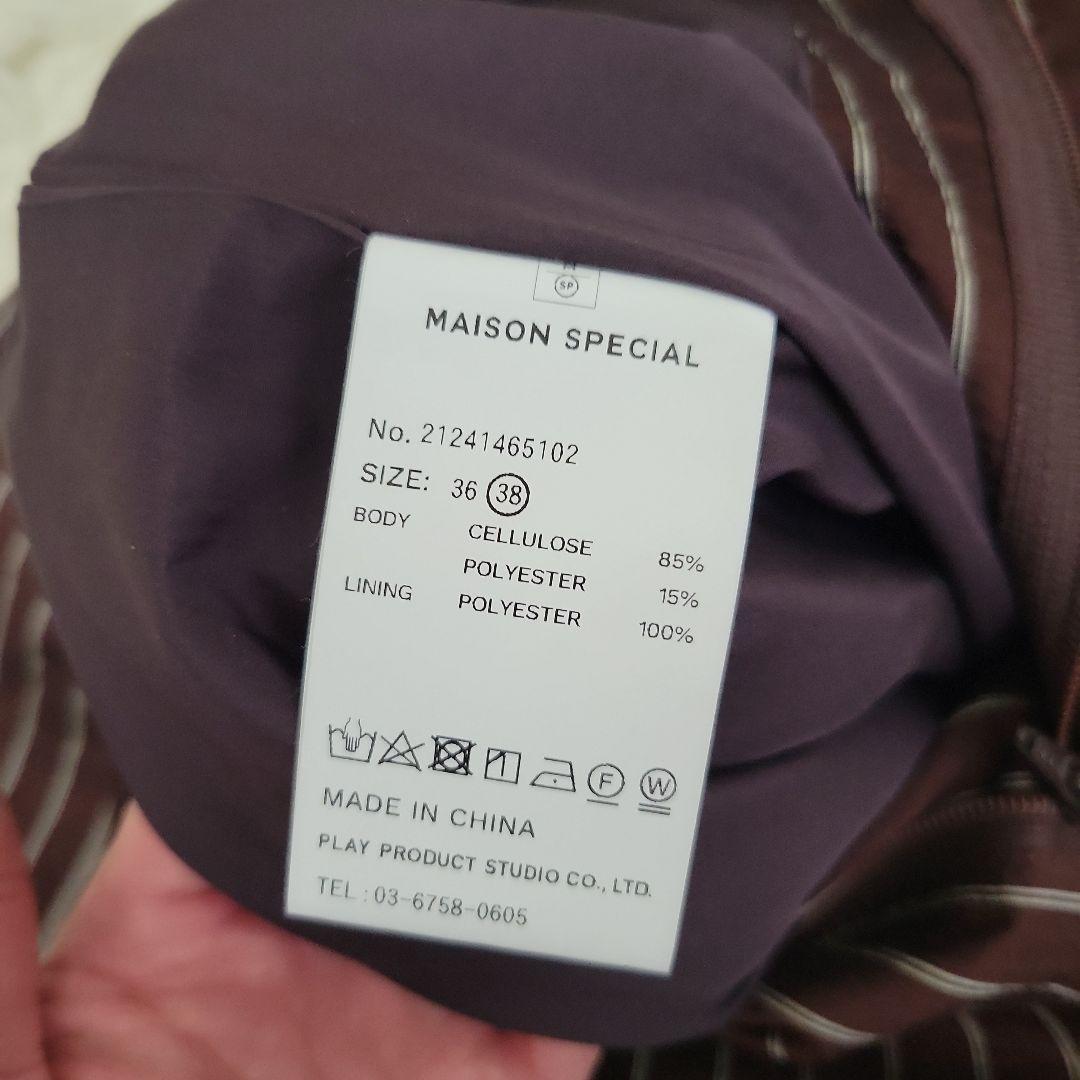 SP
MAISON SPECIAL
No. 21241465102
SIZE: 36 38
BODY CELLULOSE 85%
POLYESTER 15%
LINING POLYESTER 100%
F W
MADE IN CHINA
PLAY PRODUCT STUDIO CO., LTD.
TEL : 03-6758-0605